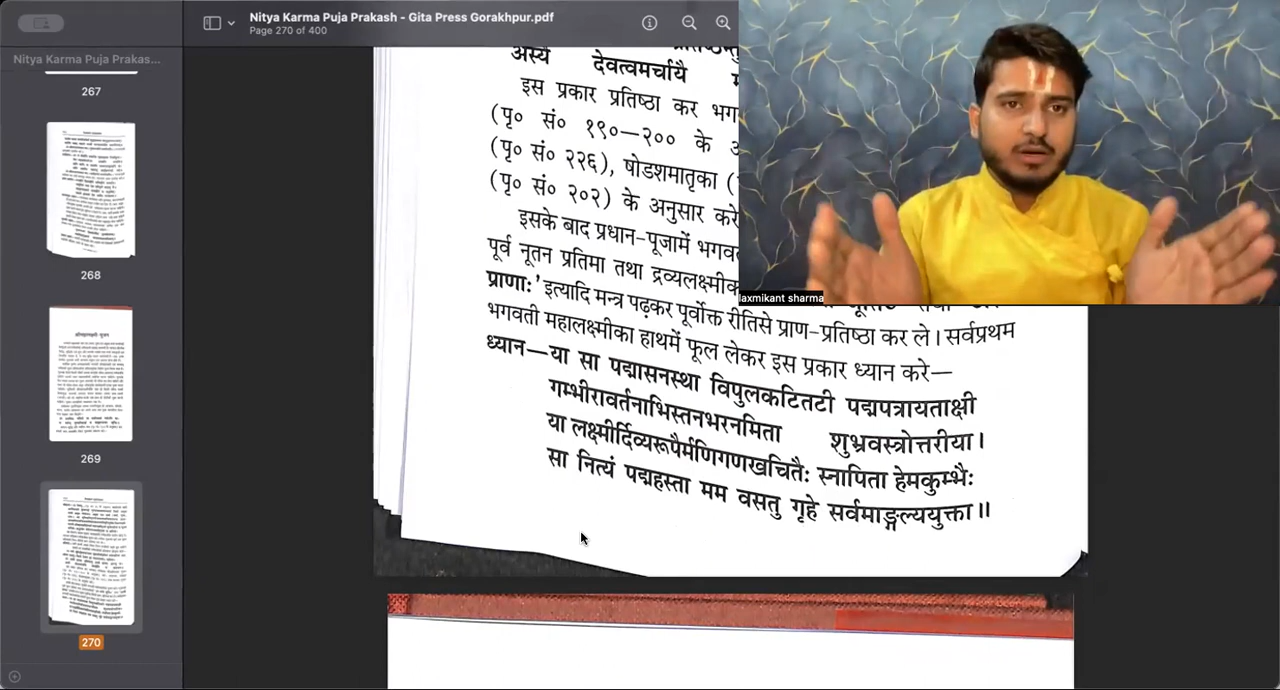 Nitya Karma Puja Prakash - Gita Press Gorakhpur.pdf
Page 270 of 400
Nitya Karma Puja Prakas...
267
268
269
270
अस्यै देवत्वमर्चायै
इस प्रकार प्रतिष्ठा कर भग
(पृ० सं० १९०—२०० के
(पृ० सं० २२६), षोडशमातृका (
(पृ० सं० २०२) के अनुसार करे
इसके बाद प्रधान-पूजामें भगव
पूर्व नूतन प्रतिमा तथा द्रव्यलक्ष्मीक
प्राणाः' इत्यादि मन्त्र पढ़कर पूर्वोक्त रीतिसे प्राण-प्रतिष्ठा कर ले। सर्वप्रथम
भगवती महालक्ष्मीका हाथमें फूल लेकर इस प्रकार ध्यान करे—
ध्यान—या सा पद्मासनस्था विपुलकटितटी पद्मपत्रायताक्षी
गम्भीरावर्तनाभिस्तनभरनमिता शुभ्रवस्त्रोत्तरीया।
या लक्ष्मीर्दिव्यरूपैर्मणिगणखचितैः स्नापिता हेमकुम्भैः
सा नित्यं पद्महस्ता मम वसतु गृहे सर्वमाङ्गल्ययुक्ता॥
laxmikant sharma